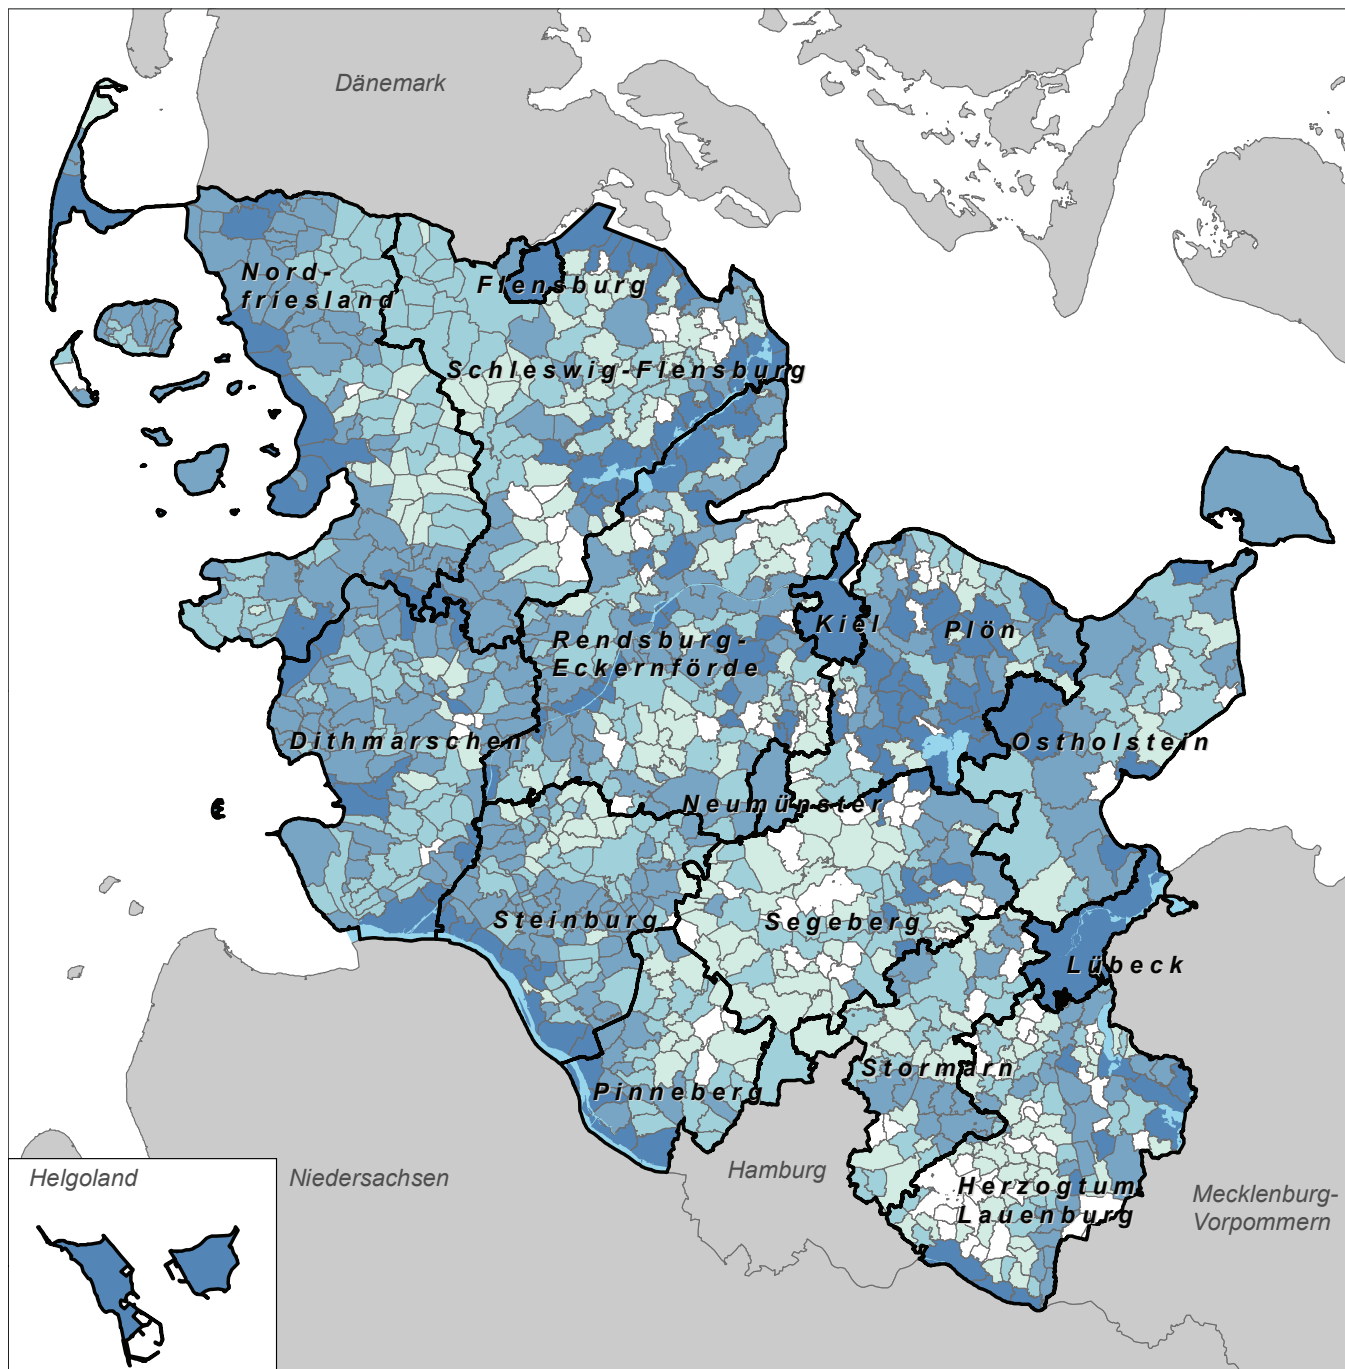 Dänemark
Nord-
friesland
Flensburg
Schleswig-Flensburg
Kiel
Plön
Rendsburg-
Eckernförde
Dithmarschen
Ostholstein
Neumünster
Steinburg
Segeberg
Lübeck
Stormarn
Pinneberg
Hamburg
Helgoland
Niedersachsen
Herzogtum
Lauenburg
Mecklenburg-
Vorpommern